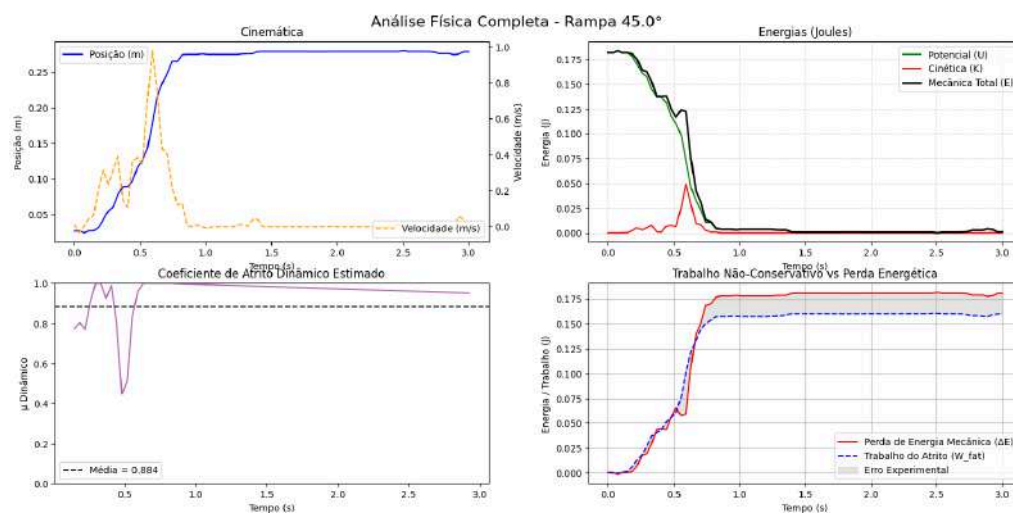 Análise Física Completa - Rampa 45.0°
Cinemática
Posição (m)
0.25
0.20
0.15
0.10
0.05
Posição (m)
1.0
0.8
0.6
0.4
0.2
0.0
Velocidade (m/s)
Velocidade (m/s)
0.0
0.5
1.0
1.5
2.0
2.5
3.0
Tempo (s)
Energias (Joules)
Potencial (U)
Cinética (K)
Mecânica Total (E)
0.175
0.150
0.125
0.100
0.075
0.050
0.025
0.000
Energia (J)
0.0
0.5
1.0
1.5
2.0
2.5
3.0
Tempo (s)
Coeficiente de Atrito Dinâmico Estimado
1.0
0.8
0.6
0.4
0.2
0.0
μ Dinâmico
Média = 0.884
0.5
1.0
1.5
2.0
2.5
3.0
Tempo (s)
Trabalho Não-Conservativo vs Perda Energética
0.175
0.150
0.125
0.100
0.075
0.050
0.025
0.000
Energia / Trabalho (J)
Perda de Energia Mecânica (ΔE)
Trabalho do Atrito (W_fat)
Erro Experimental
0.0
0.5
1.0
1.5
2.0
2.5
3.0
Tempo (s)